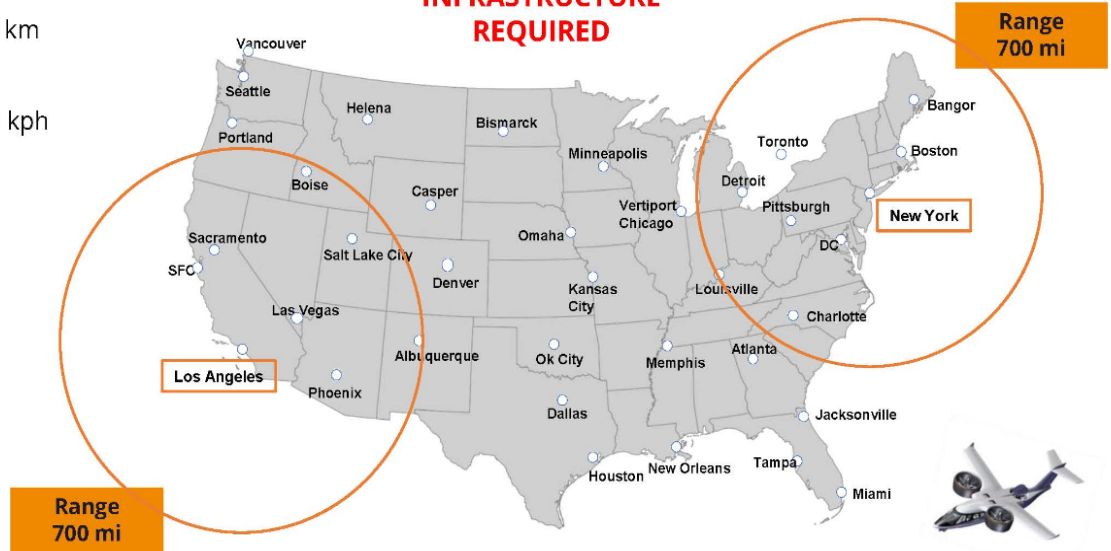 INFRASTRUCTURE
REQUIRED
km
kph
Range
700 mi
Vancouver
Seattle
Portland
Helena
Bismarck
Minneapolis
Toronto
Bangor
Boston
Boise
Casper
Detroit
Vertiport
Chicago
Pittsburgh
New York
Sacramento
SFO
Salt Lake City
Omaha
DC
Denver
Kansas
City
Louisville
Las Vegas
Charlotte
Los Angeles
Albuquerque
Ok City
Memphis
Atlanta
Phoenix
Dallas
Jacksonville
Houston
New Orleans
Tampa
Miami
Range
700 mi